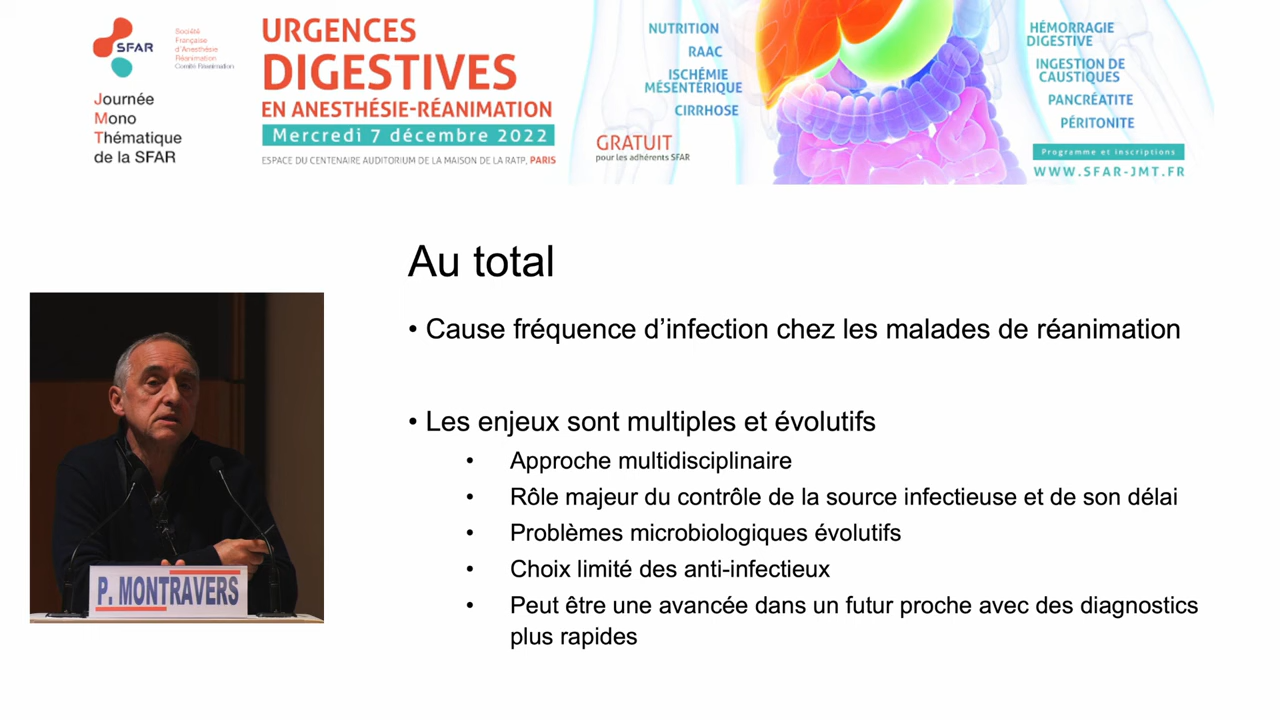 SFAR
Société
Française
d'Anesthésie
Réanimation
Comité Réanimation
Journée
Mono
Thématique
de la SFAR
URGENCES
DIGESTIVES
EN ANESTHÉSIE-RÉANIMATION
Mercredi 7 décembre 2022
ESPACE DU CENTENAIRE AUDITORIUM DE LA MAISON DE LA RATP, PARIS
NUTRITION
RAAC
ISCHÉMIE
MÉSENTÉRIQUE
CIRRHOSE
GRATUIT
pour les adhérents SFAR
HÉMORRAGIE
DIGESTIVE
INGESTION DE
CAUSTIQUES
PANCRÉATITE
PÉRITONITE
Programme et inscriptions
WWW.SFAR-JMT.FR
Au total
• Cause fréquence d’infection chez les malades de réanimation
• Les enjeux sont multiples et évolutifs
• Approche multidisciplinaire
• Rôle majeur du contrôle de la source infectieuse et de son délai
• Problèmes microbiologiques évolutifs
• Choix limité des anti-infectieux
• Peut être une avancée dans un futur proche avec des diagnostics
plus rapides
P. MONTRAVERS